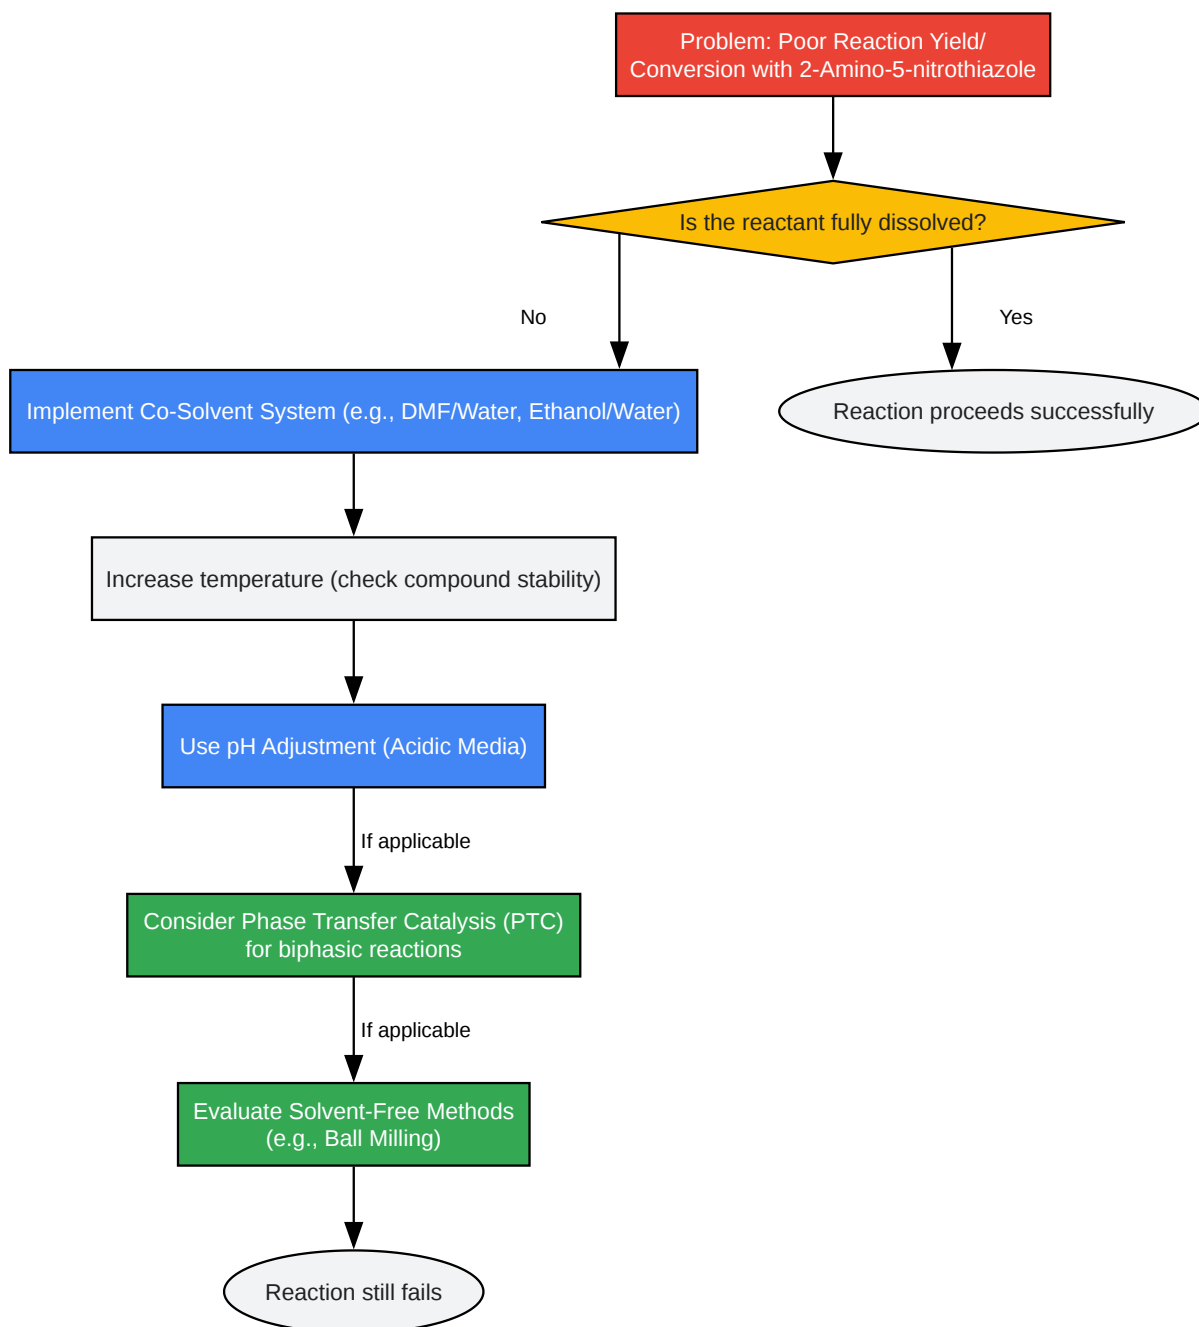 Problem: Poor Reaction Yield/
Conversion with 2-Amino-5-nitrothiazole
Is the reactant fully dissolved?
No
Yes
Implement Co-Solvent System (e.g., DMF/Water, Ethanol/Water)
Reaction proceeds successfully
Increase temperature (check compound stability)
Use pH Adjustment (Acidic Media)
If applicable
Consider Phase Transfer Catalysis (PTC)
for biphasic reactions
If applicable
Evaluate Solvent-Free Methods
(e.g., Ball Milling)
Reaction still fails